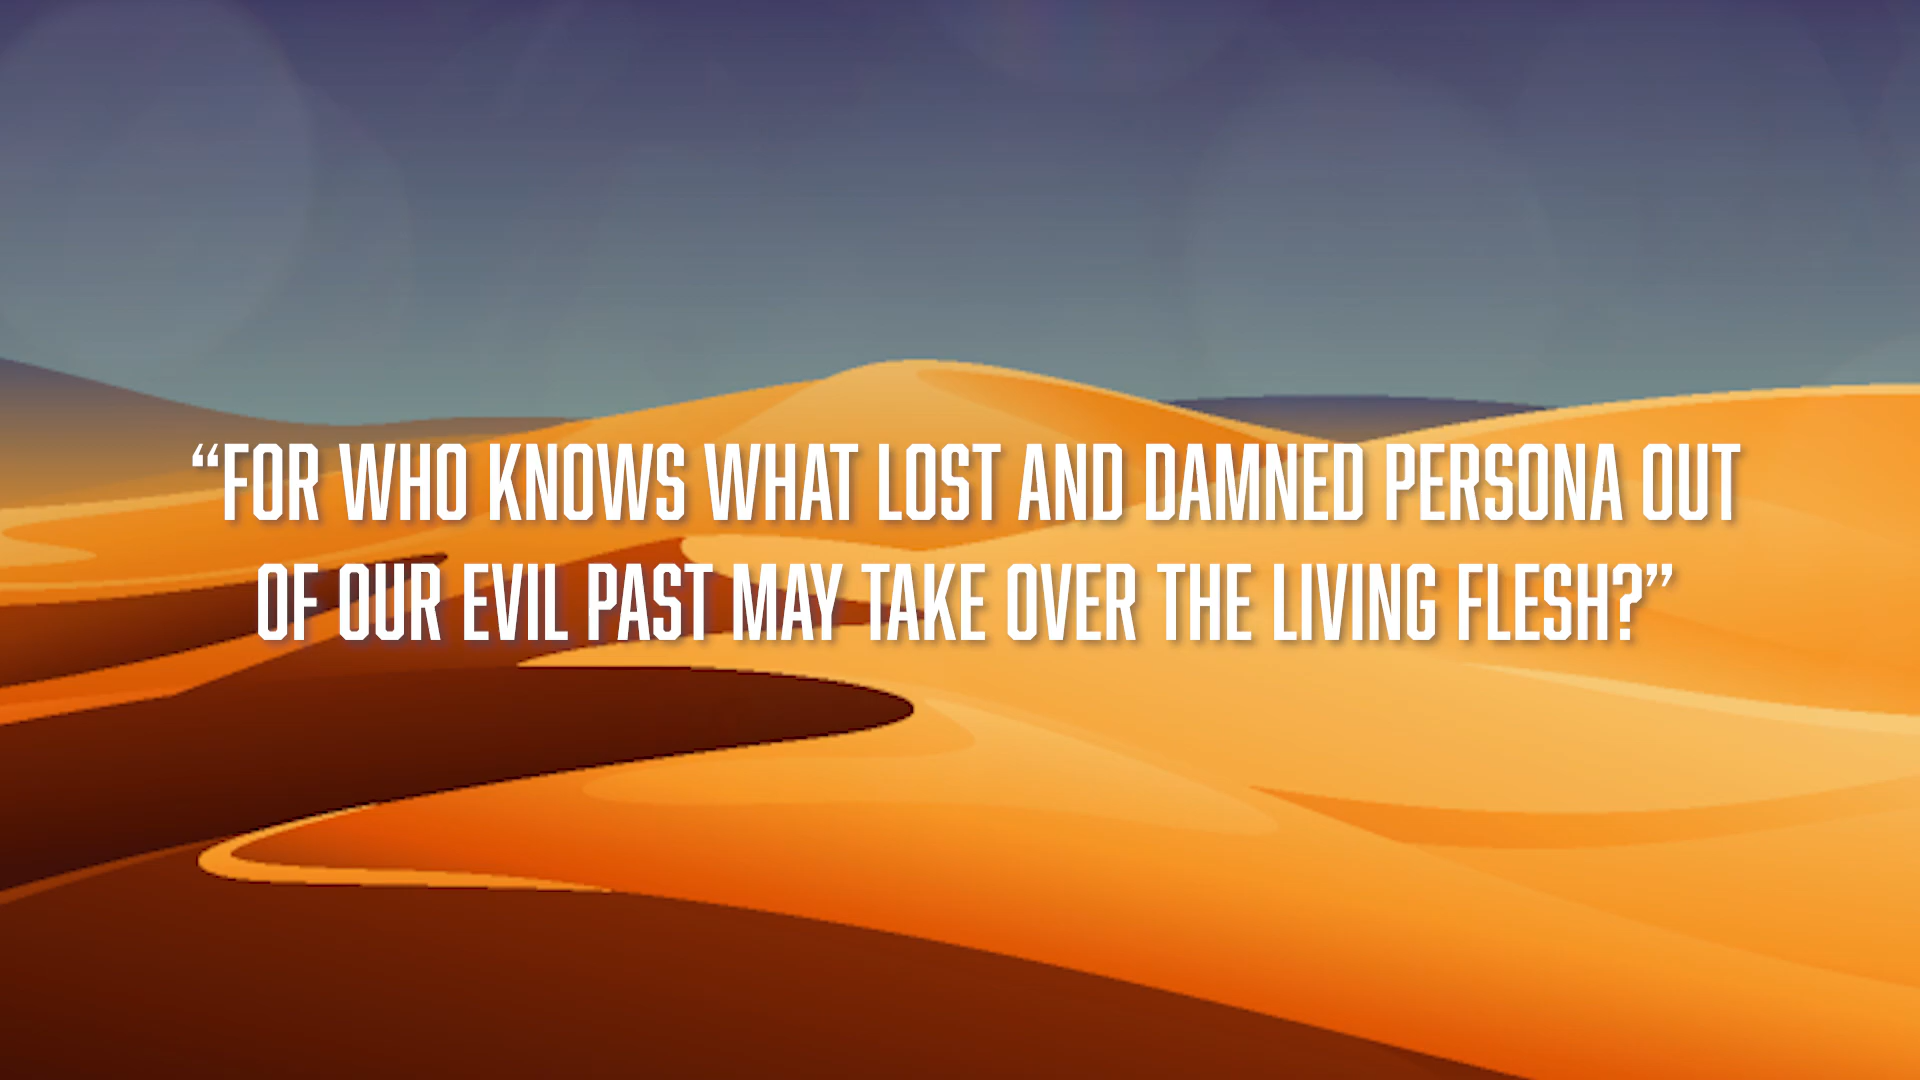 “FOR WHO KNOWS WHAT LOST AND DAMNED PERSONA OUT
OF OUR EVIL PAST MAY TAKE OVER THE LIVING FLESH?”